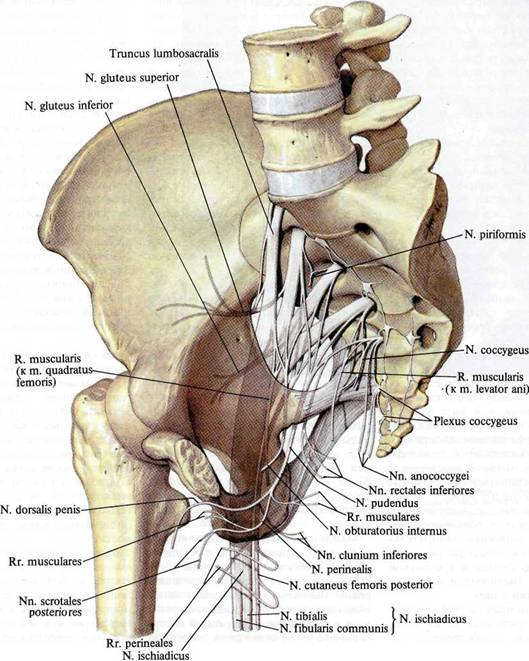 Truncus lumbosacralis
N. gluteus superior
N. gluteus inferior
N. piriformis
N. coccygeus
R. muscularis
(к m. levator ani)
Plexus coccygeus
R. muscularis
(к m. quadratus
femoris)
Nn. anococcygei
Nn. rectales inferiores
N. pudendus
Rr. musculares
N. obturatorius internus
N. dorsalis penis
Rr. musculares
Nn. clunium inferiores
N. perinealis
N. cutaneus femoris posterior
Nn. scrotales
posteriores
N. tibialis
N. fibularis communis } N. ischiadicus
Rr. perineales
N. ischiadicus